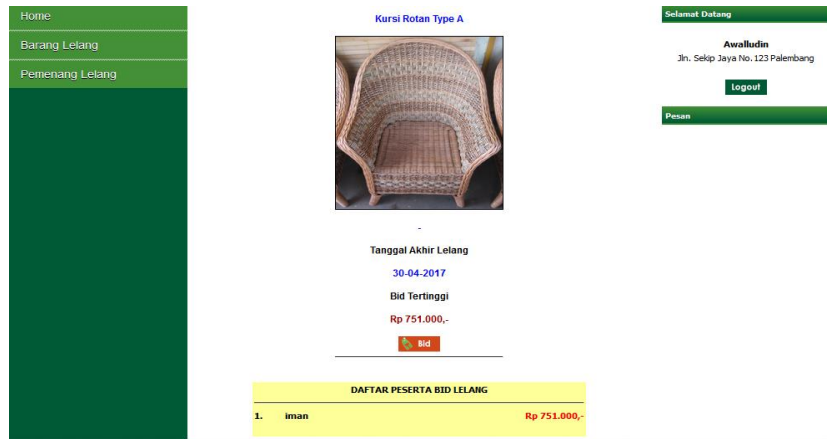 Home
Barang Lelang
Pemenang Lelang
Kursi Rotan Type A
-
Tanggal Akhir Lelang
30-04-2017
Bid Tertinggi
Rp 751.000,-
Bid
DAFTAR PESERTA BID LELANG
1. iman Rp 751.000,-
Selamat Datang
Awalludin
Jln. Sekip Jaya No. 123 Palembang
Logout
Pesan